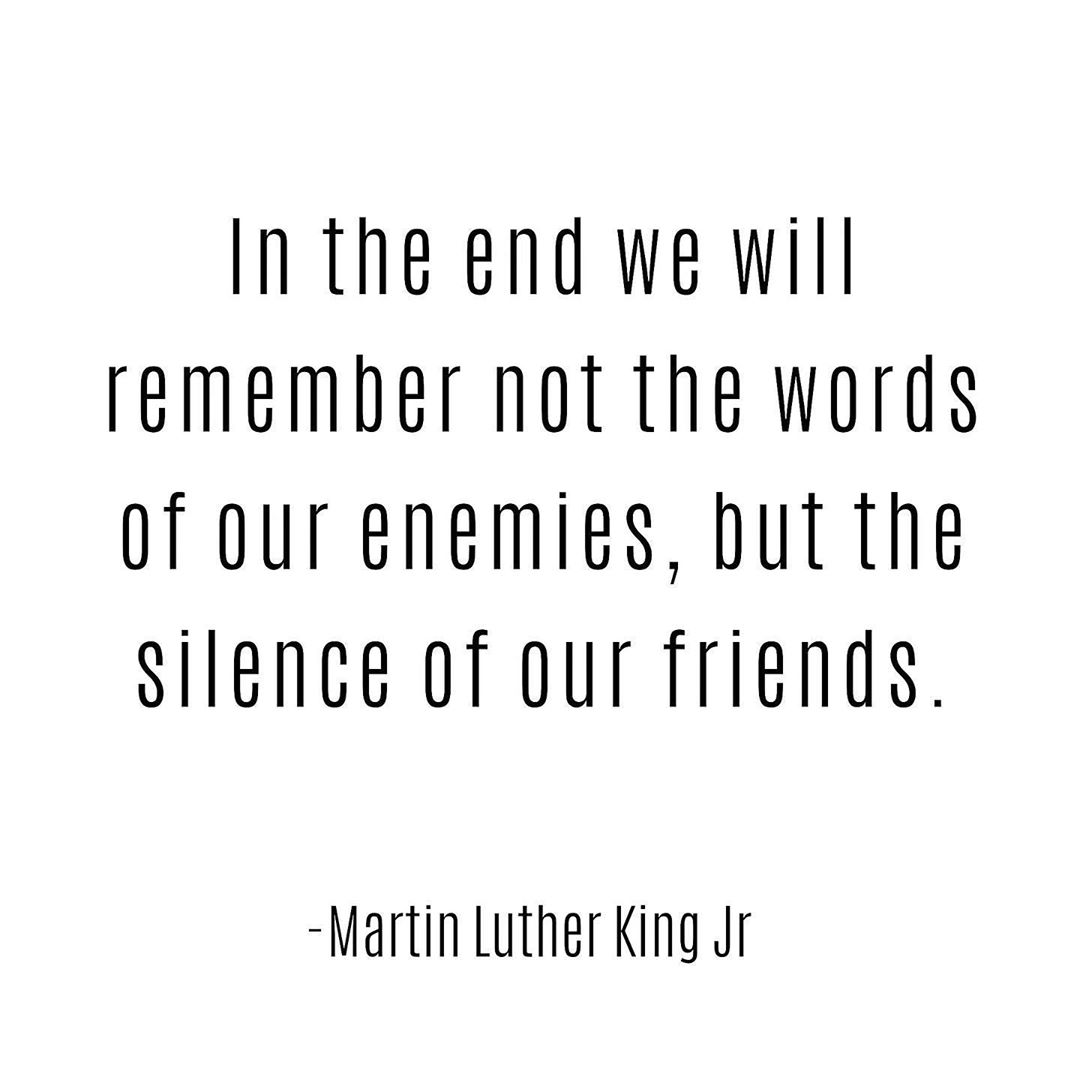 In the end we will
remember not the words
of our enemies, but the
silence of our friends.
-Martin Luther King Jr